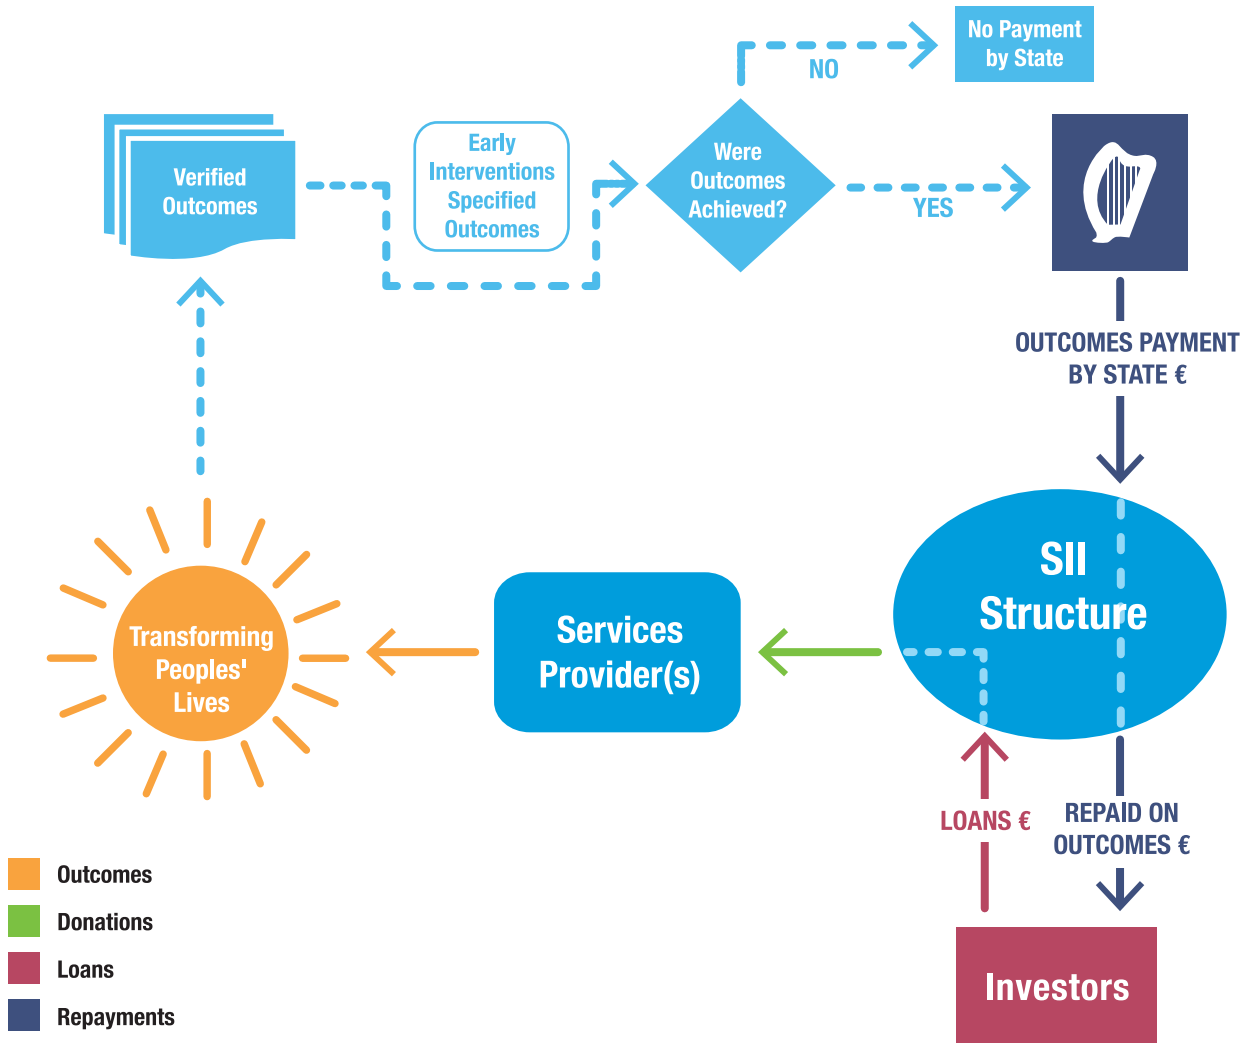 No Payment
by State
NO
Early
Interventions
Specified
Outcomes
Were
Outcomes
Achieved?
Verified
Outcomes
YES
OUTCOMES PAYMENT
BY STATE €
SII
Structure
Services
Provider(s)
Transforming
Peoples'
Lives
LOANS €
REPAID ON
OUTCOMES €
Investors
Outcomes
Donations
Loans
Repayments